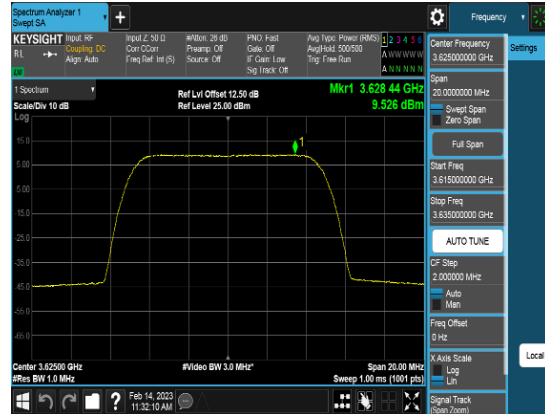 Spectrum Analyzer 1
Swept SA
+
Frequency
KEYSIGHT
RL
Input: RF
Coupling: DC
Align: Auto
Input Z: 50 Ω
Corr CCorr
Freq Ref: Int (S)
#Atten: 26 dB
Preamp: Off
Source: Off
PNO: Fast
Gate: Off
IF Gain: Low
Sig Track: Off
Avg Type: Power (RMS)
Avg|Hold: 500/500
Trig: Free Run
1 2 3 4 5 6
A W W W W W
A N N N N N
1 Spectrum
Scale/Div 10 dB
Log
Ref Lvl Offset 12.50 dB
Ref Level 25.00 dBm
Mkr1 3.628 44 GHz
9.526 dBm
1
15.0
5.00
-5.00
-15.0
-25.0
-35.0
-45.0
-55.0
-65.0
Center 3.62500 GHz
#Res BW 1.0 MHz
#Video BW 3.0 MHz*
Span 20.00 MHz
Sweep 1.00 ms (1001 pts)
Feb 14, 2023
11:32:10 AM
Center Frequency
3.625000000 GHz
Settings
Span
20.0000000 MHz
Swept Span
Zero Span
Full Span
Start Freq
3.615000000 GHz
Stop Freq
3.635000000 GHz
AUTO TUNE
CF Step
2.000000 MHz
Auto
Man
Freq Offset
0 Hz
X Axis Scale
Log
Lin
Local
Signal Track
(Span Zoom)